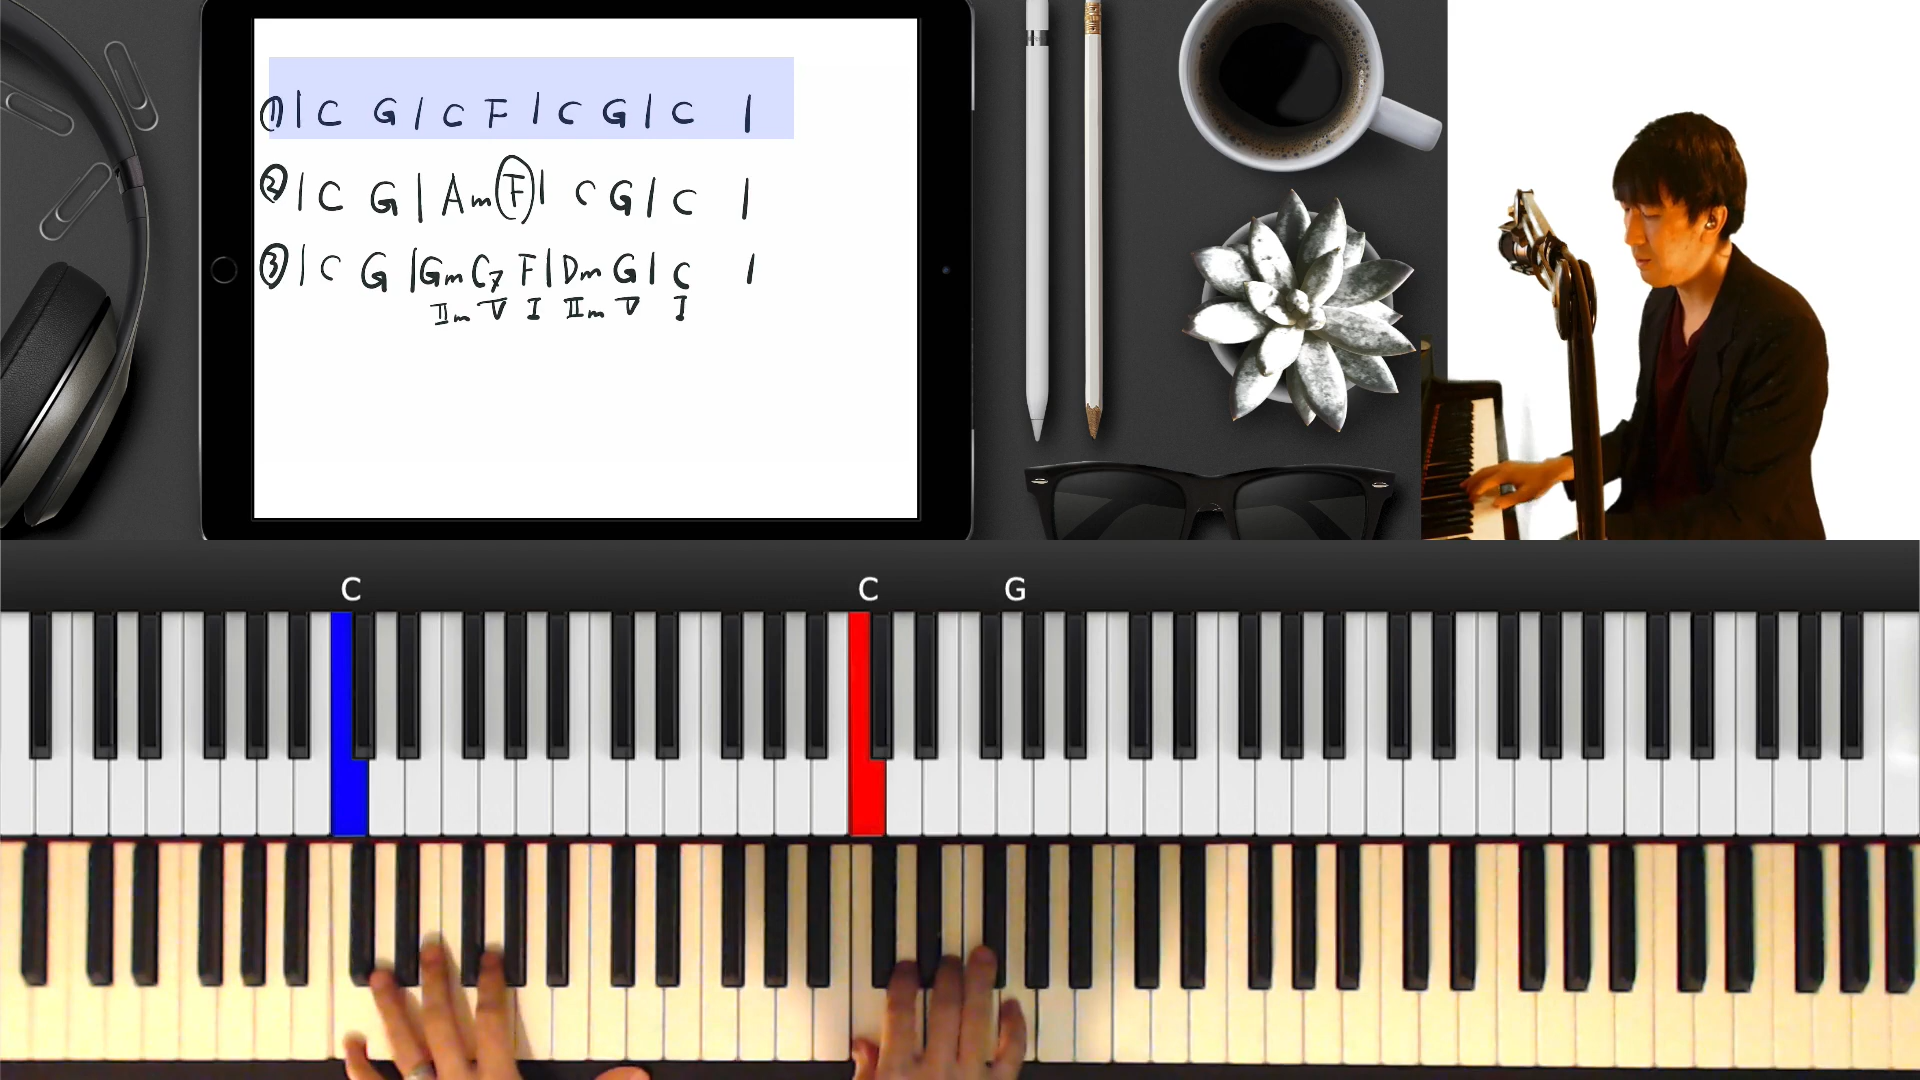 ① | C G | C F | C G | C |
② | C G | Am F | C G | C |
③ | C G | Gm C7 F | Dm G | C |
IIm V I IIm V I
C C G